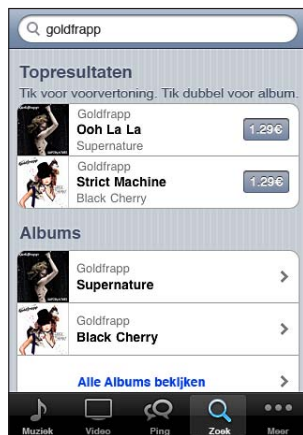 goldfrapp
Topresultaten
Tik voor voorvertoning. Tik dubbel voor album.
Goldfrapp
Ooh La La
Supernature
1.29€
Goldfrapp
Strict Machine
Black Cherry
1.29€
Albums
Goldfrapp
Supernature
Goldfrapp
Black Cherry
Alle Albums bekijken
Muziek Video Ping Zoek Meer